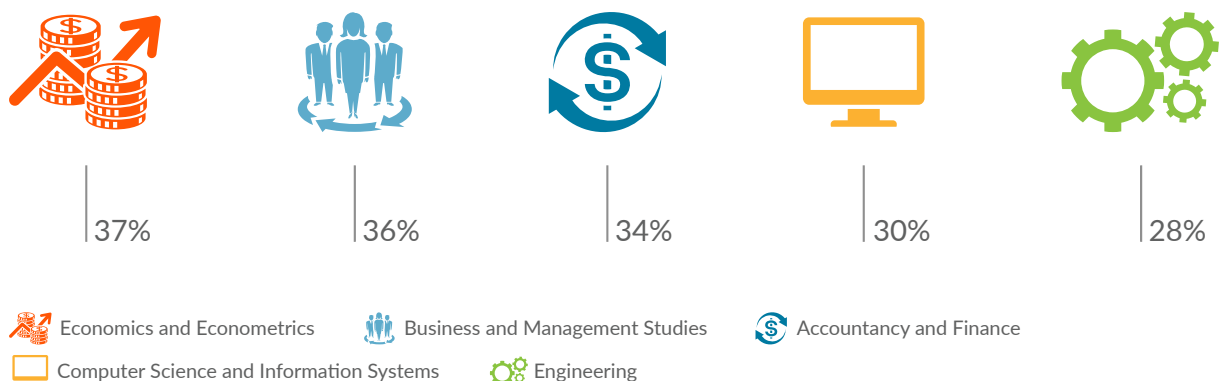 37% 36% 34% 30% 28%
Economics and Econometrics Business and Management Studies Accountancy and Finance
Computer Science and Information Systems Engineering